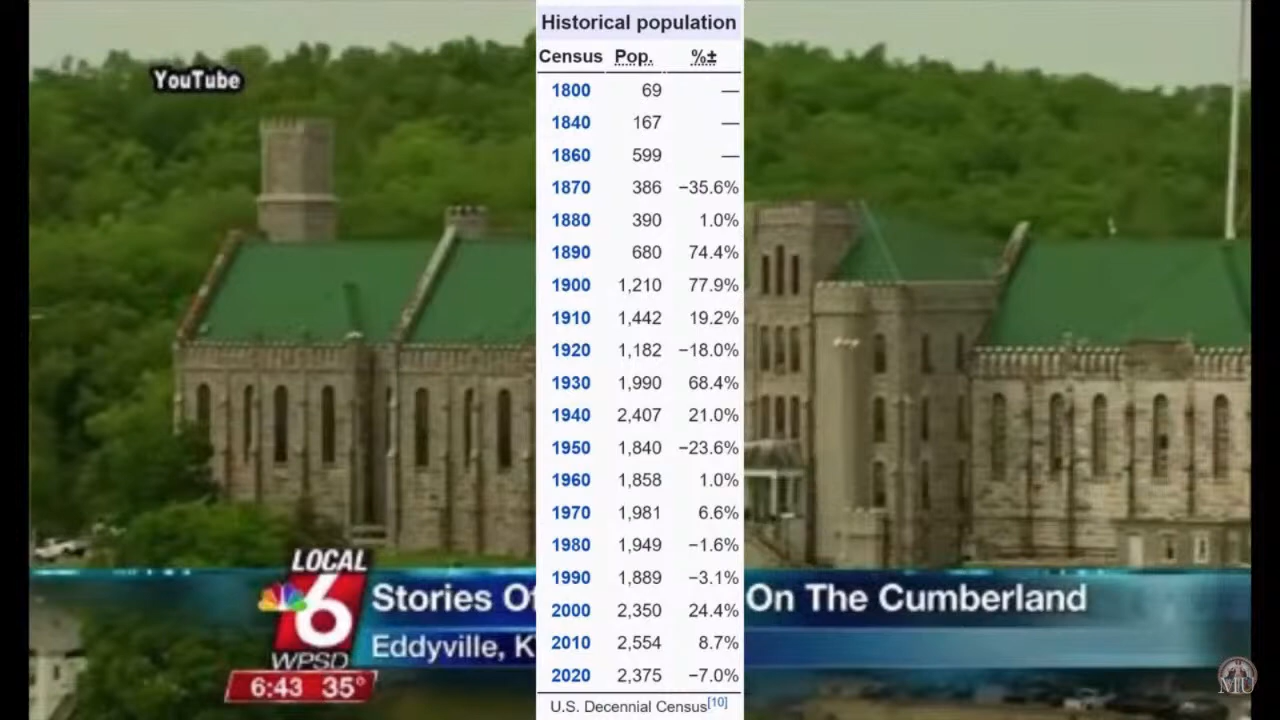 YouTube
Historical population
Census Pop. %±
1800 69 —
1840 167 —
1860 599 —
1870 386 −35.6%
1880 390 1.0%
1890 680 74.4%
1900 1,210 77.9%
1910 1,442 19.2%
1920 1,182 −18.0%
1930 1,990 68.4%
1940 2,407 21.0%
1950 1,840 −23.6%
1960 1,858 1.0%
1970 1,981 6.6%
1980 1,949 −1.6%
1990 1,889 −3.1%
2000 2,350 24.4%
2010 2,554 8.7%
2020 2,375 −7.0%
U.S. Decennial Census[10]
LOCAL
6
WPSD
6:43 35°
Stories Of On The Cumberland
Eddyville, K
MU